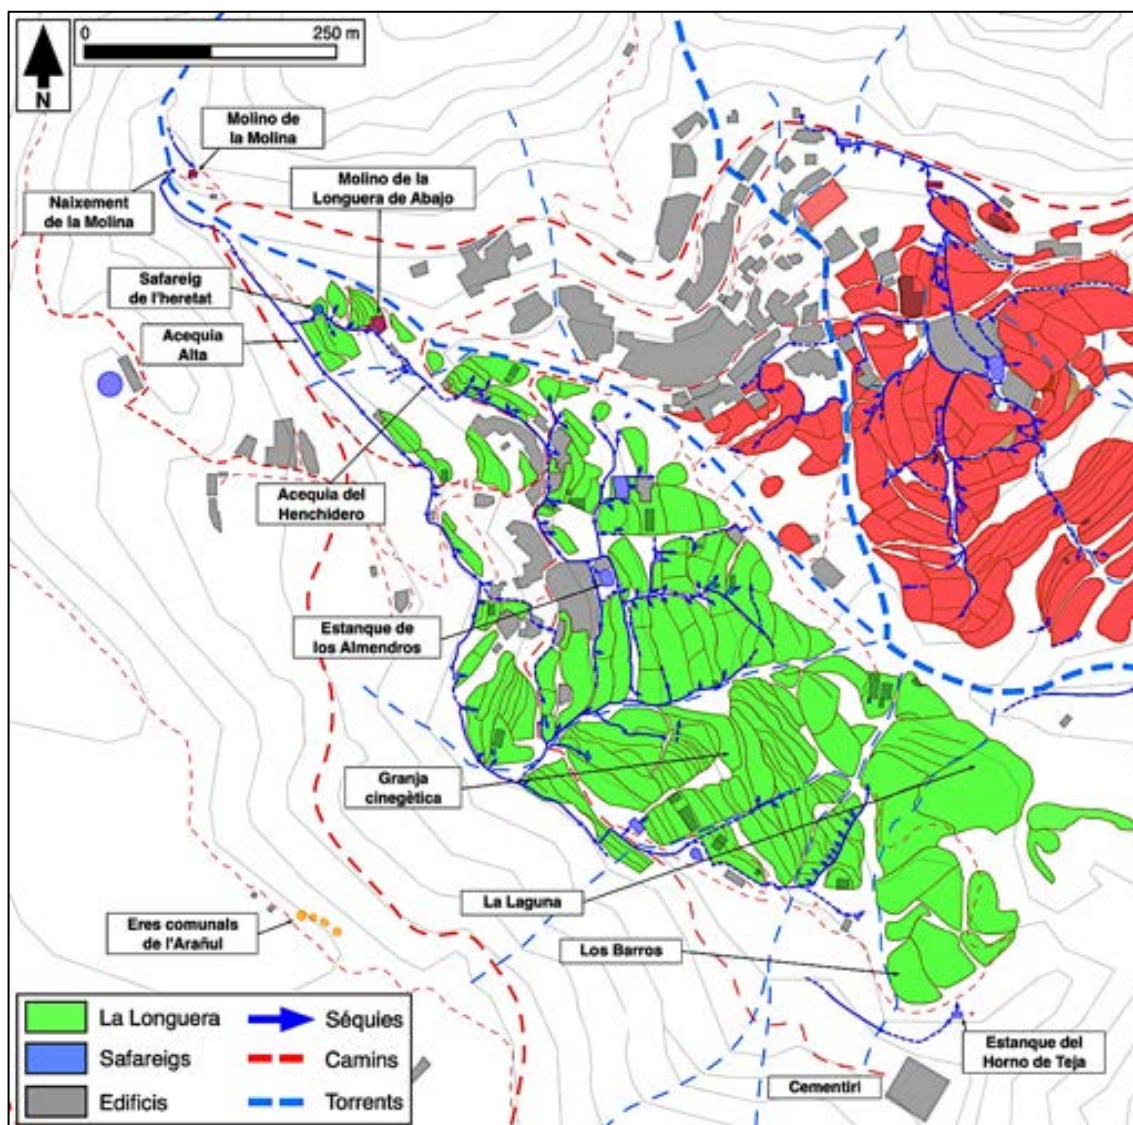 0 250 m
N
Molino de
la Molina
Molino de la
Longuera de Abajo
Naixement
de la Molina
Safareig
de l'heretat
Acequia
Alta
Acequia del
Henchidero
Estanque de
los Almendros
Granja
cinegètica
La Laguna
Eres comunals
de l'Arañul
Los Barros
Estanque del
Horno de Teja
Cementiri
La Longuera
Séquies
Safareigs
Camins
Edificis
Torrents